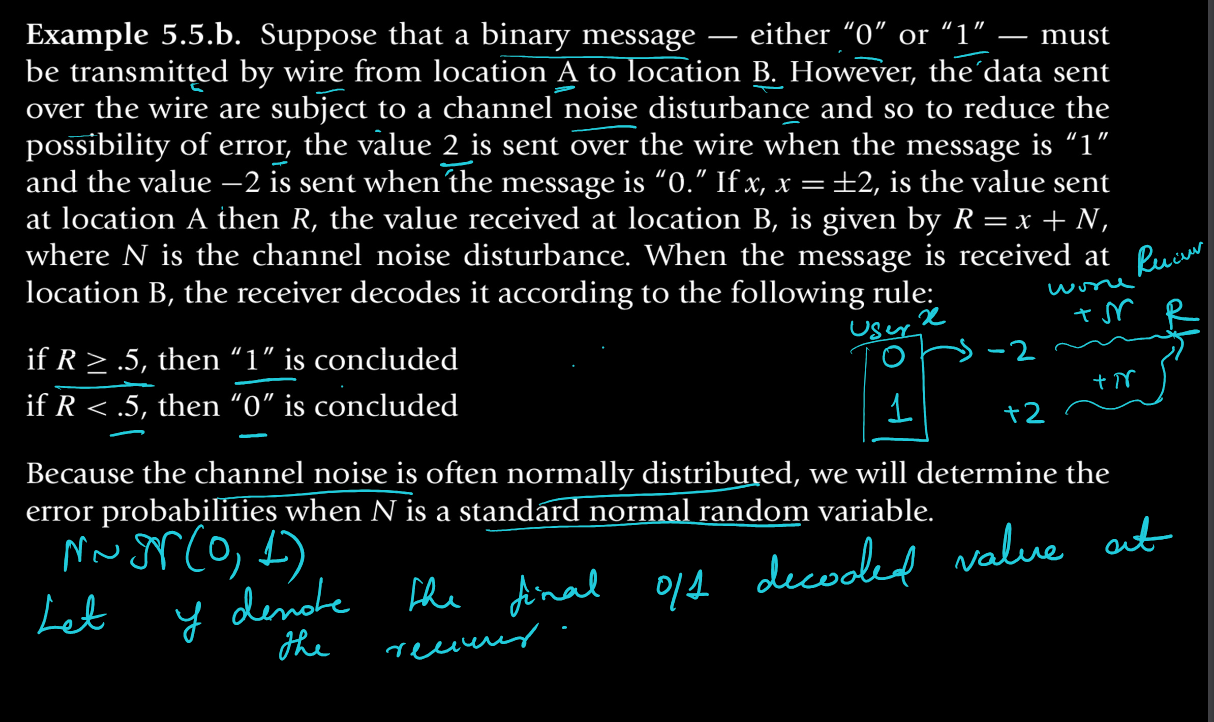 Example 5.5.b. Suppose that a binary message — either “0” or “1” — must
be transmitted by wire from location A to location B. However, the data sent
over the wire are subject to a channel noise disturbance and so to reduce the
possibility of error, the value 2 is sent over the wire when the message is “1”
and the value −2 is sent when the message is “0.” If x, x = ±2, is the value sent
at location A then R, the value received at location B, is given by R = x + N,
where N is the channel noise disturbance. When the message is received at
location B, the receiver decodes it according to the following rule:
if R ≥ .5, then “1” is concluded
if R < .5, then “0” is concluded
User x
+ N R
0 → -2
+ N
1 +2
Because the channel noise is often normally distributed, we will determine the
error probabilities when N is a standard normal random variable.
N ~ N(0, 1)
Let y denote the final 0/1 decoded value at
the